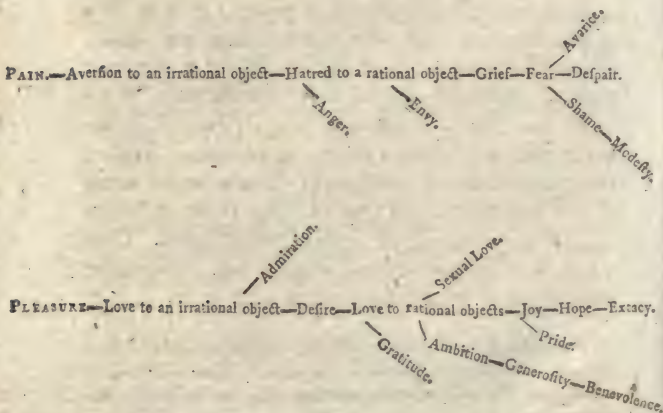 Avarice.
PAIN.—Averſion to an irrational object—Hatred to a rational object—Grief—Fear—Deſpair.
Anger.
Envy.
Shame—Modeſty.
Admiration.
Sexual Love.
PLEASURE—Love to an irrational object—Deſire—Love to rational objects—Joy—Hope—Extacy.
Pride.
Gratitude.
Ambition—Generoſity—Benevolence.